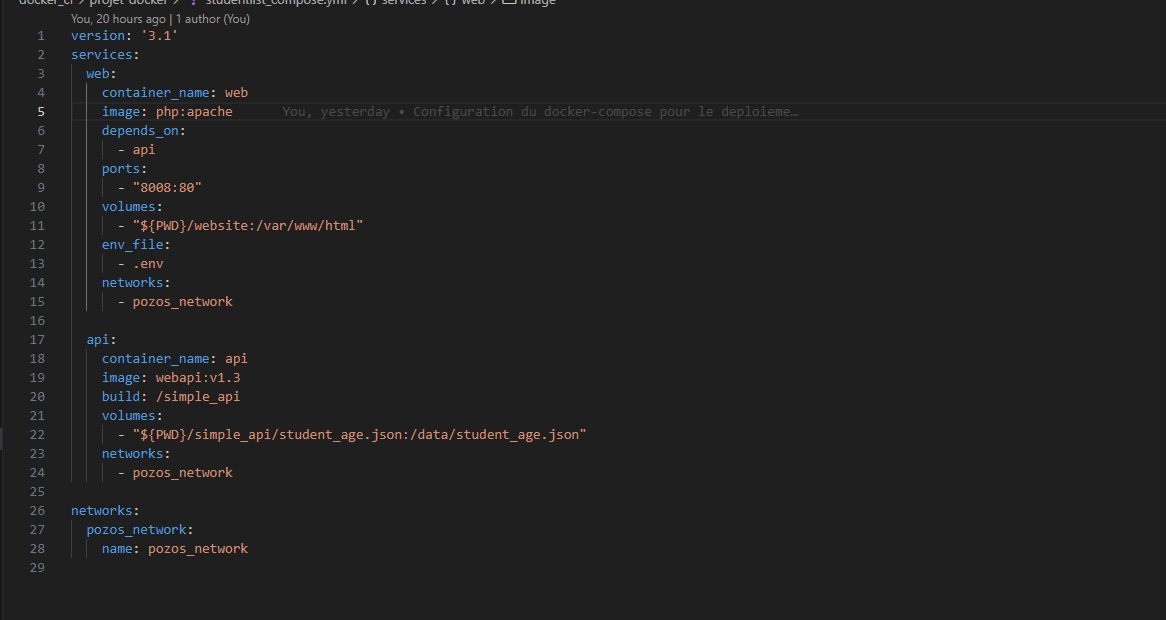 docker_cf > projet-docker > ! studentlist_compose.yml > {} services > {} web > image
You, 20 hours ago | 1 author (You)
1 version: '3.1'
2 services:
3 web:
4 container_name: web
5 image: php:apache You, yesterday • Configuration du docker-compose pour le deploieme…
6 depends_on:
7 - api
8 ports:
9 - "8008:80"
10 volumes:
11 - "${PWD}/website:/var/www/html"
12 env_file:
13 - .env
14 networks:
15 - pozos_network
16
17 api:
18 container_name: api
19 image: webapi:v1.3
20 build: /simple_api
21 volumes:
22 - "${PWD}/simple_api/student_age.json:/data/student_age.json"
23 networks:
24 - pozos_network
25
26 networks:
27 pozos_network:
28 name: pozos_network
29